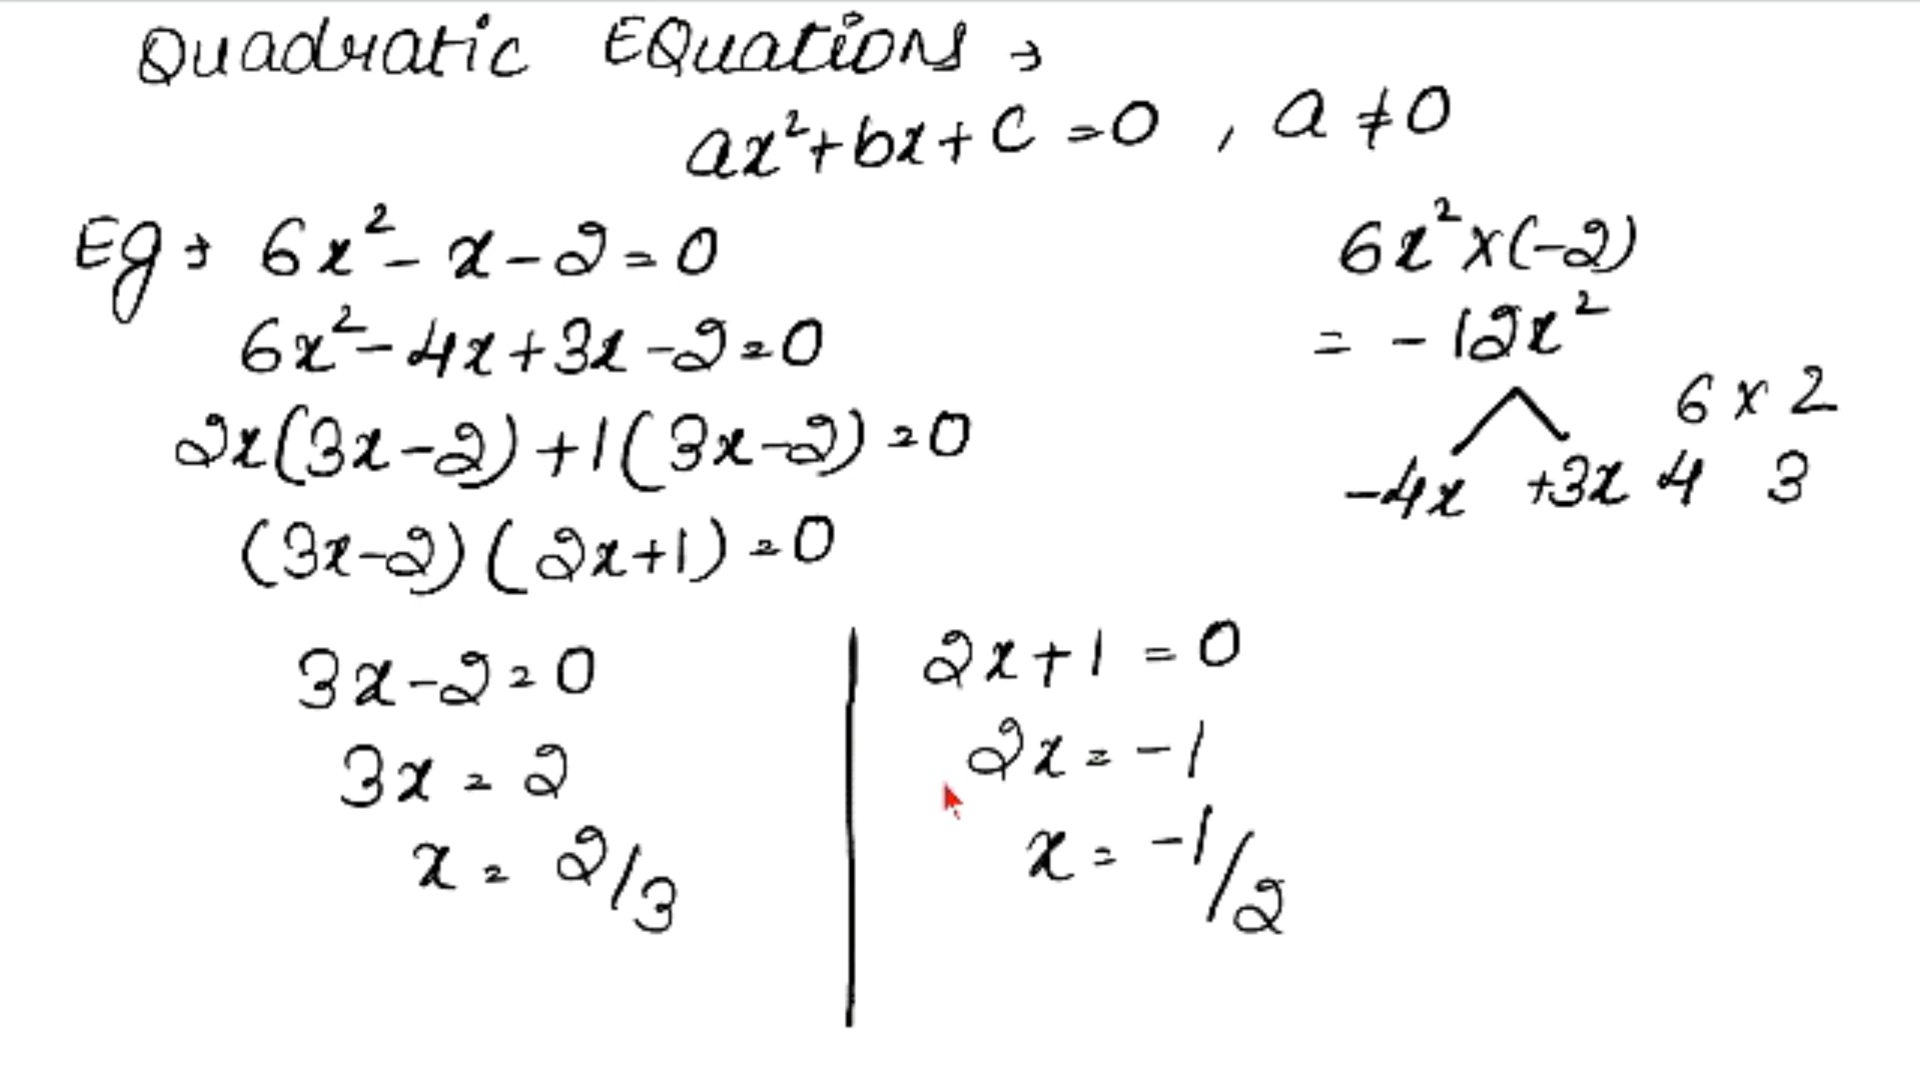 Quadratic EQuations →
ax²+bx+c=0 , a≠0
Eg → 6x²-x-2=0
6x²-4x+3x-2=0
2x(3x-2)+1(3x-2)=0
(3x-2)(2x+1)=0
6x²×(-2)
= -12x²
6×2
-4x +3x 4 3
3x-2=0
3x=2
x=2/3
2x+1=0
2x=-1
x=-1/2